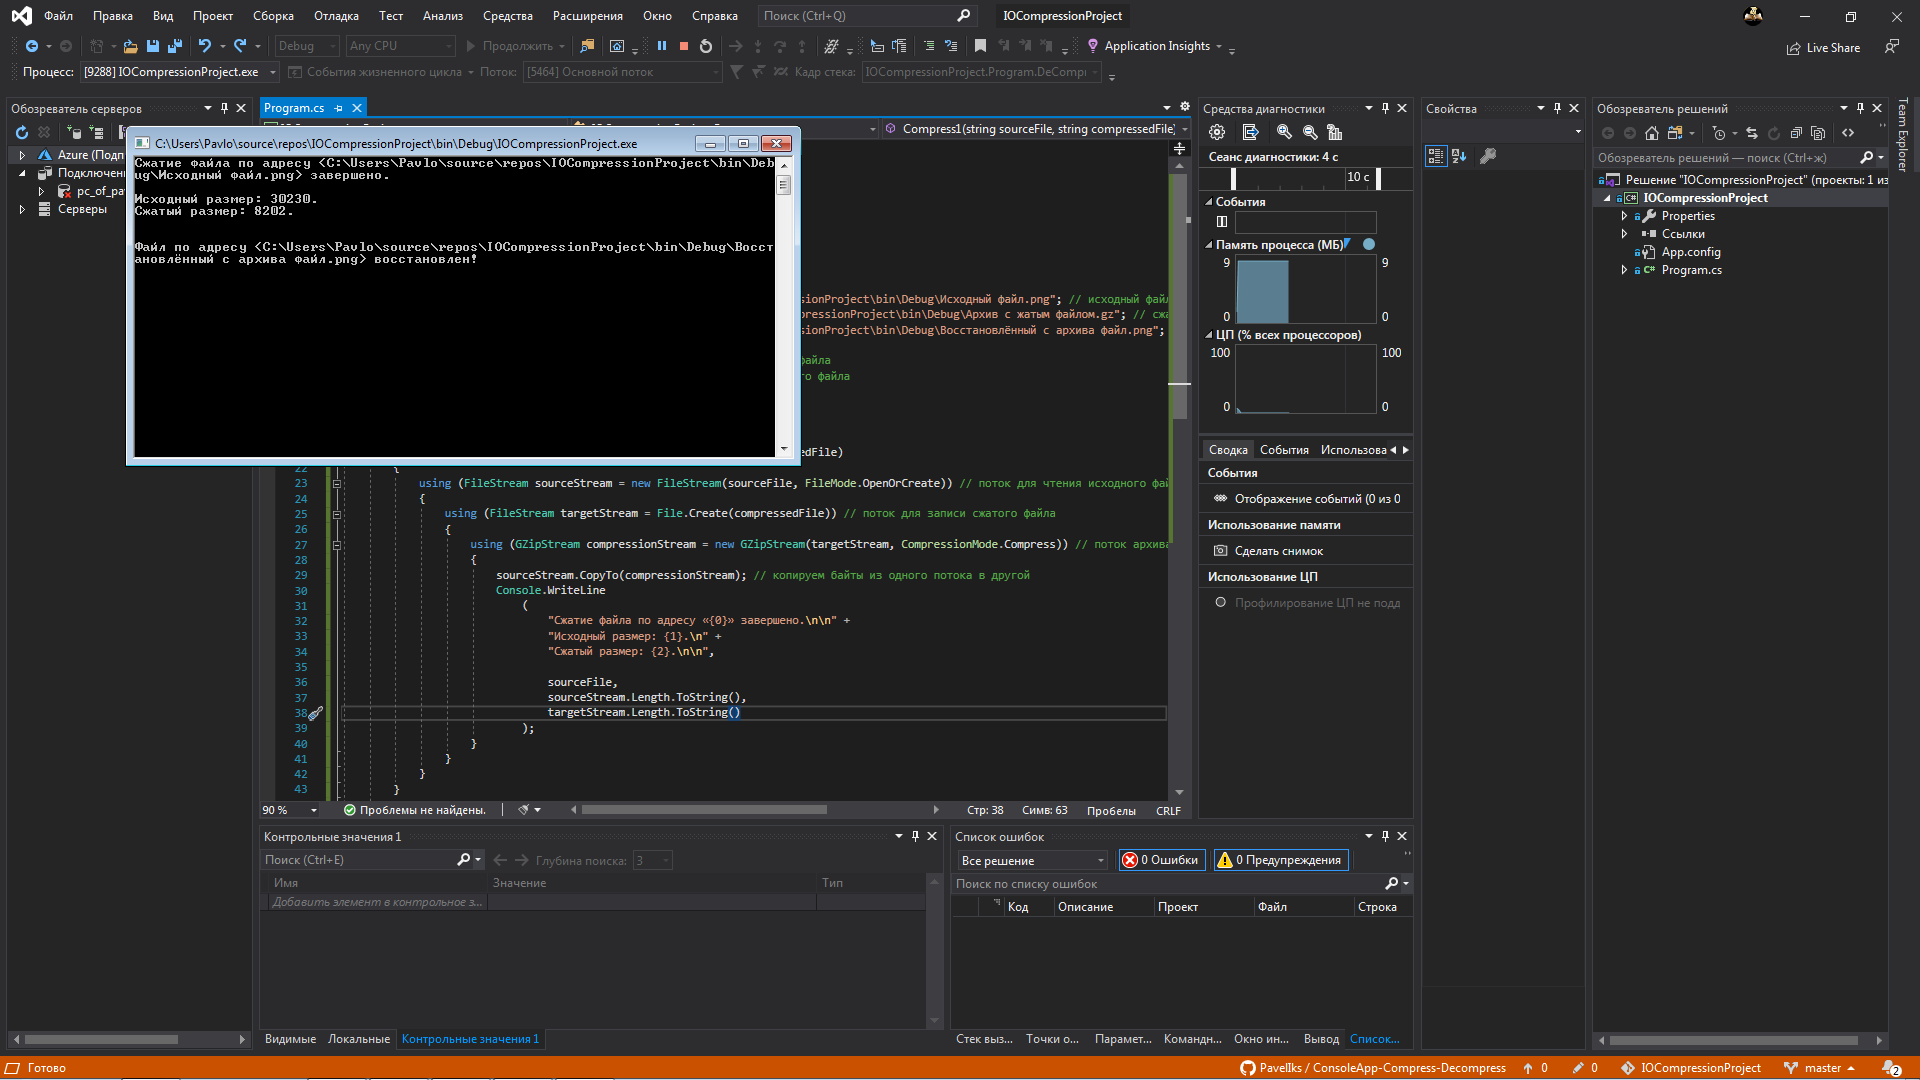 Файл Правка Вид Проект Сборка Отладка Тест Анализ Средства Расширения Окно Справка Поиск (Ctrl+Q) IOCompressionProject
Debug Any CPU Продолжить Application Insights Live Share
Процесс: [9288] IOCompressionProject.exe События жизненного цикла Поток: [5464] Основной поток Кадр стека: IOCompressionProject.Program.DeCompr
Обозреватель серверов
Azure (Подп
Подключени
pc_of_pa
Серверы
Program.cs
Compress1(string sourceFile, string compressedFile)
C:\Users\Pavlo\source\repos\IOCompressionProject\bin\Debug\IOCompressionProject.exe
Сжатие файла по адресу <C:\Users\Pavlo\source\repos\IOCompressionProject\bin\Deb
ug\Исходный файл.png> завершено.
Исходный размер: 30230.
Сжатый размер: 8202.
Файл по адресу <C:\Users\Pavlo\source\repos\IOCompressionProject\bin\Debug\Восст
ановлённый с архива файл.png> восстановлен!
ssionProject\bin\Debug\Исходный файл.png"; // исходный файл
pressionProject\bin\Debug\Архив с жатым файлом.gz"; // сжа
ssionProject\bin\Debug\Восстановлённый с архива файл.png";
файла
о файла
edFile)
22 {
23 using (FileStream sourceStream = new FileStream(sourceFile, FileMode.OpenOrCreate)) // поток для чтения исходного фай
24 {
25 using (FileStream targetStream = File.Create(compressedFile)) // поток для записи сжатого файла
26 {
27 using (GZipStream compressionStream = new GZipStream(targetStream, CompressionMode.Compress)) // поток архива
28 {
29 sourceStream.CopyTo(compressionStream); // копируем байты из одного потока в другой
30 Console.WriteLine
31 (
32 "Сжатие файла по адресу «{0}» завершено.\n\n" +
33 "Исходный размер: {1}.\n" +
34 "Сжатый размер: {2}.\n\n",
35
36 sourceFile,
37 sourceStream.Length.ToString(),
38 targetStream.Length.ToString()
39 );
40 }
41 }
42 }
43 }
90 % Проблемы не найдены. Стр: 38 Симв: 63 Пробелы CRLF
Средства диагностики
Сеанс диагностики: 4 с
10 с
События
Память процесса (МБ)
9 9
0 0
ЦП (% всех процессоров)
100 100
0 0
Сводка События Использова
События
Отображение событий (0 из 0
Использование памяти
Сделать снимок
Использование ЦП
Профилирование ЦП не подд
Свойства
Обозреватель решений
Обозреватель решений — поиск (Ctrl+ж)
Решение "IOCompressionProject" (проекты: 1 из
IOCompressionProject
Properties
Ссылки
App.config
Program.cs
Team Explorer
Контрольные значения 1
Поиск (Ctrl+E) Глубина поиска: 3
Имя Значение Тип
Добавить элемент в контрольное з...
Видимые Локальные Контрольные значения 1
Список ошибок
Все решение 0 Ошибки 0 Предупреждения
Поиск по списку ошибок
Код Описание Проект Файл Строка
Стек выз... Точки о... Парамет... Командн... Окно ин... Вывод Список...
Готово PavelIks / ConsoleApp-Compress-Decompress 0 0 IOCompressionProject master 2